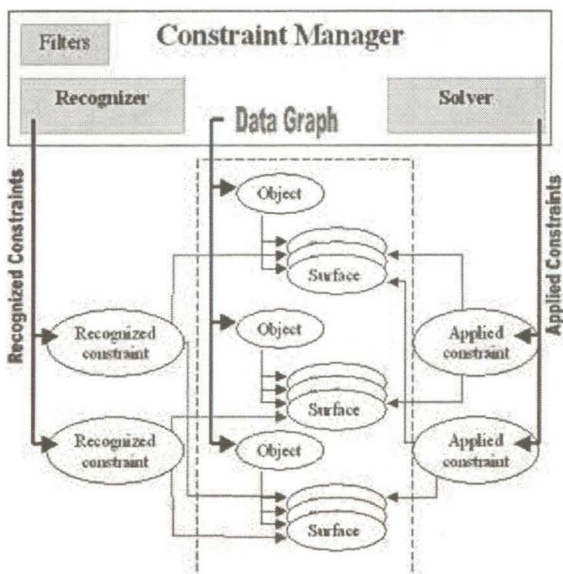 Constraint Manager
Filters
Recognizer
Data Graph
Solver
Recognized Constraints
Applied Constraints
Object
Surface
Recognized
constraint
Object
Applied
constraint
Surface
Recognized
constraint
Object
Applied
constraint
Surface